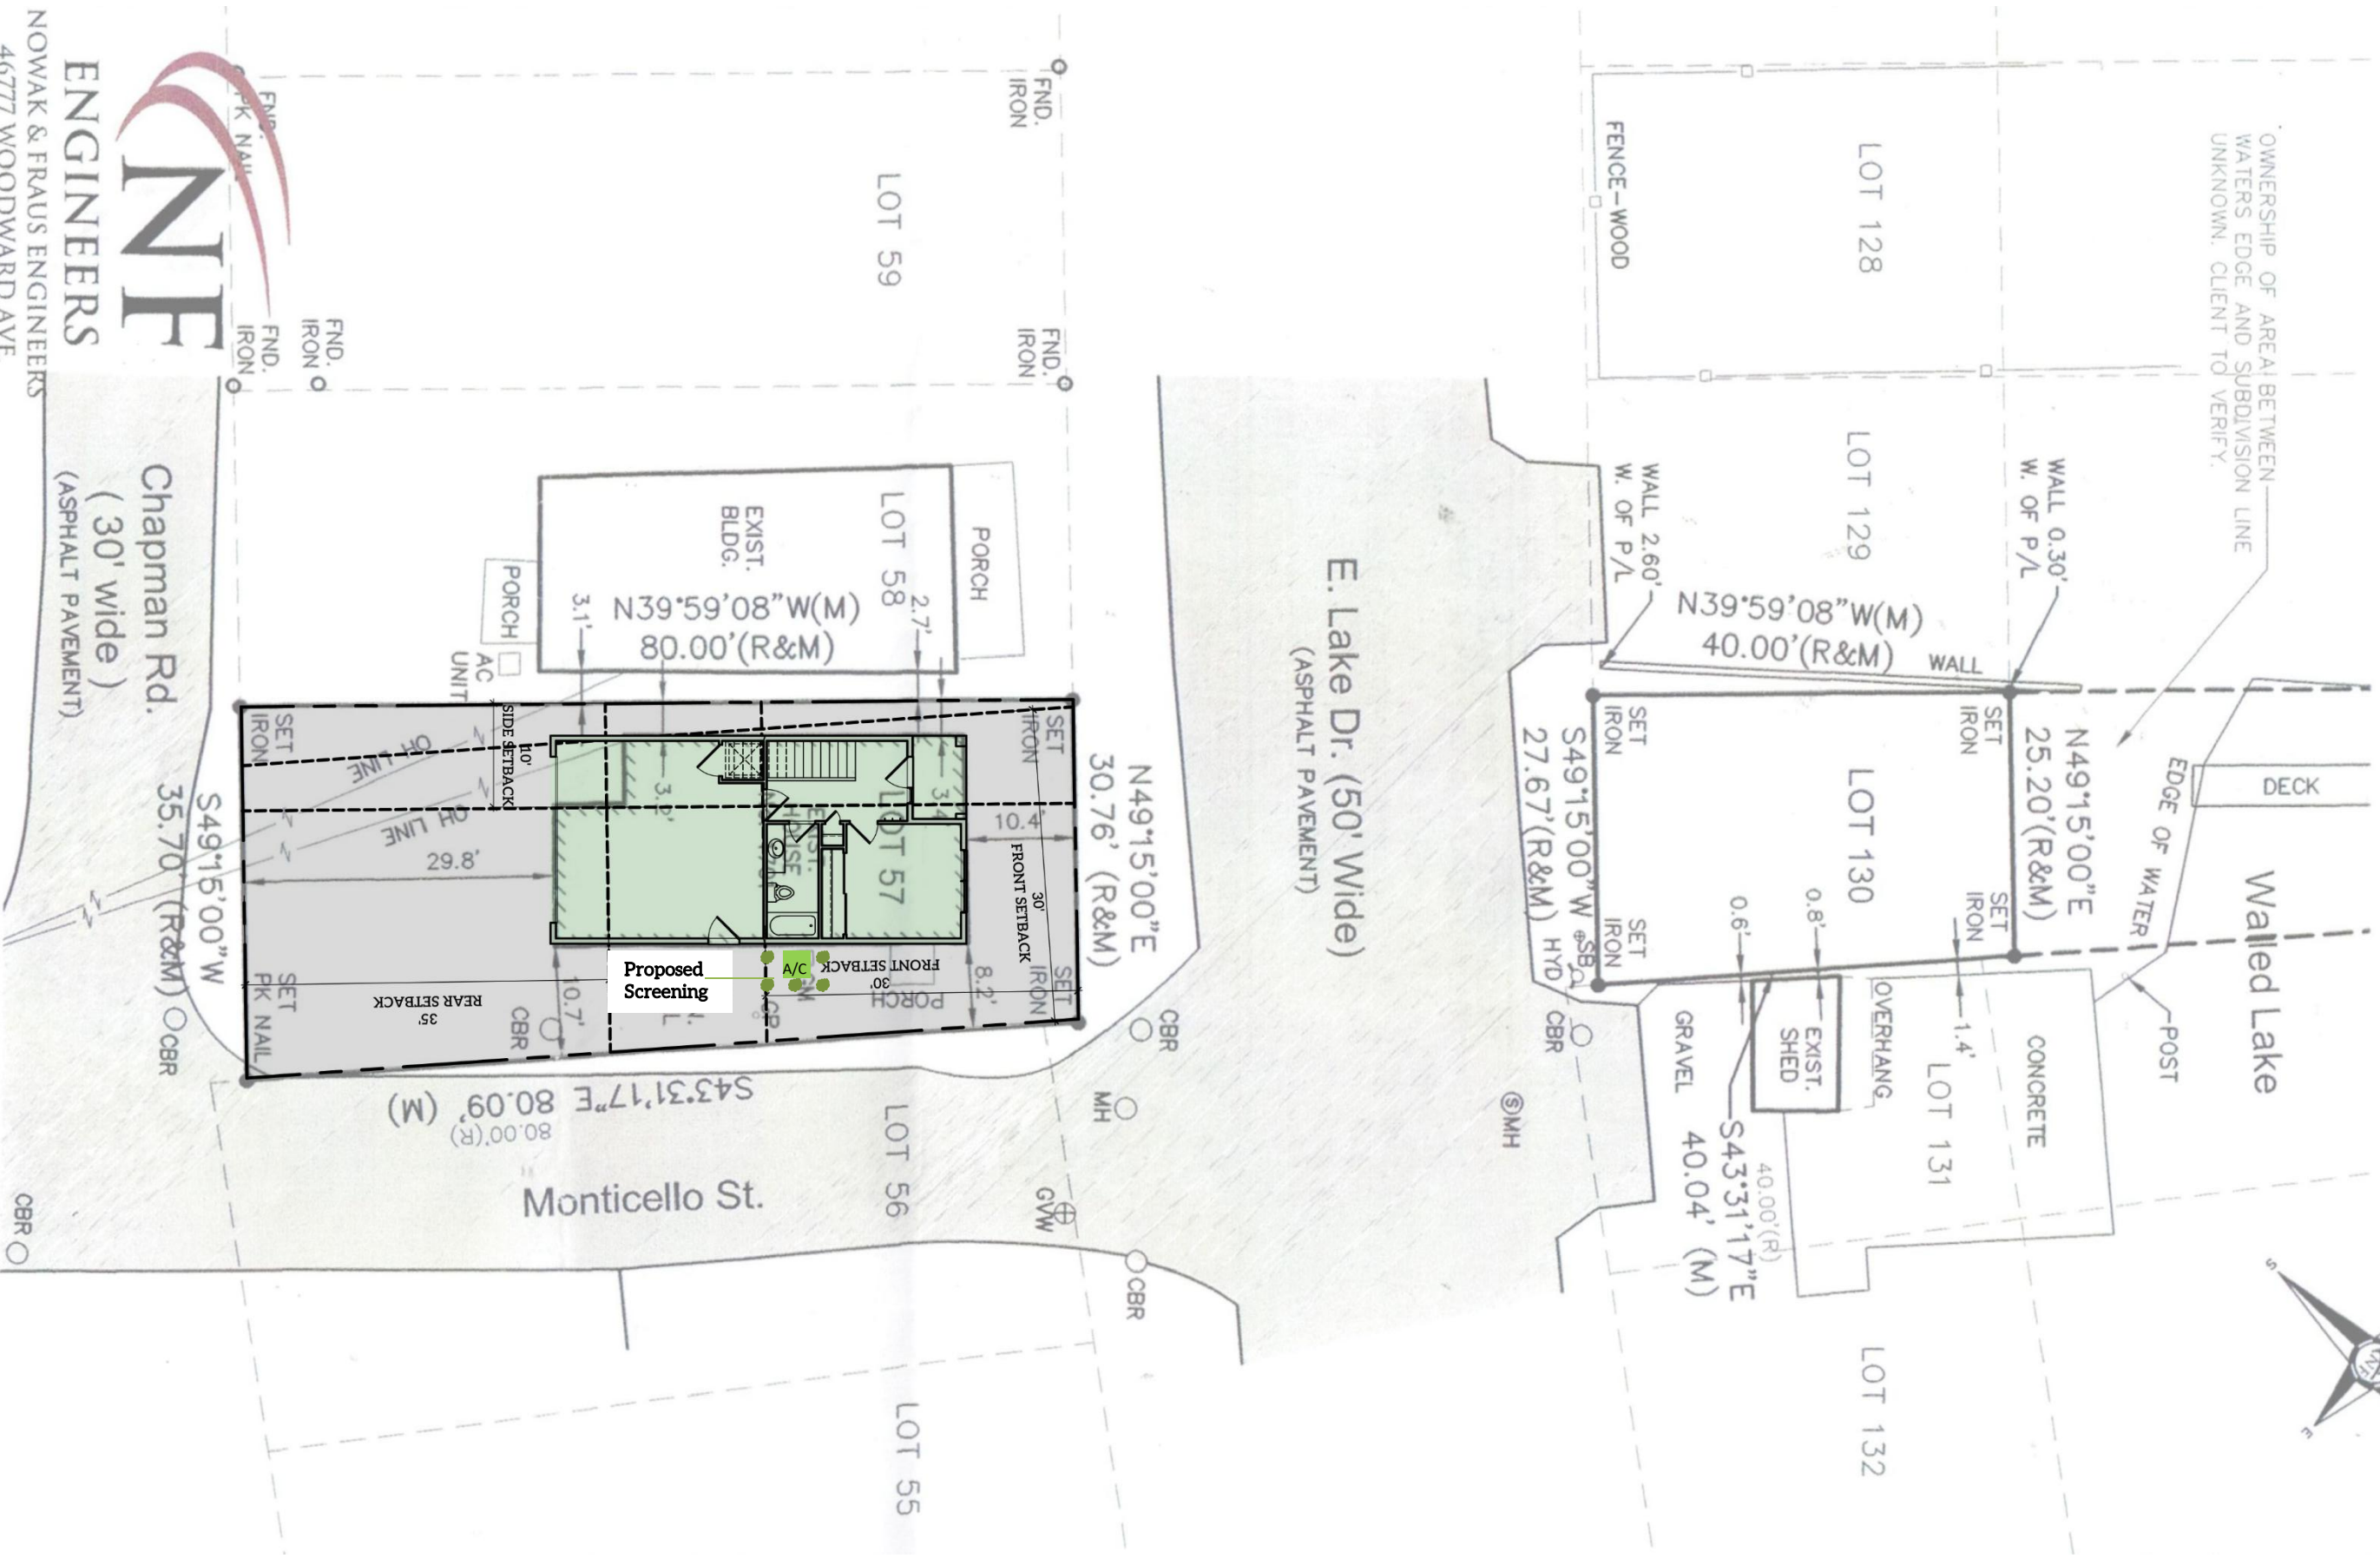 NF
ENGINEERS
NOWAK & FRAUS ENGINEERS
46777 WOODWARD AVE.
FND.
PK NAIL
FND.
IRON
FND.
IRON
FND.
IRON
FND.
IRON
LOT 59
Chapman Rd.
( 30' wide )
(ASPHALT PAVEMENT)
EXIST.
BLDG.
LOT 58
PORCH
PORCH
AC
UNIT
3.1'
2.7'
N39°59'08"W(M)
80.00'(R&M)
SET
IRON
SET
IRON
OH LINE
OH LINE
SIDE SETBACK
10'
29.8'
3.4
LOT 57
EXIST.
HOUSE
10.4'
FRONT SETBACK
30'
N49°15'00"E
30.76' (R&M)
S49°15'00"W
35.70' (R&M)
CBR
SET
PK NAIL
REAR SETBACK
35'
CBR
10.7'
Proposed
Screening
A/C
FRONT SETBACK
30'
PORCH
GP
8.2'
SET
IRON
S43°31'17"E 80.09' (M)
80.00'(R)
Monticello St.
LOT 56
LOT 55
CBR
CBR
MH
GVW
CBR
E. Lake Dr. (50' Wide)
(ASPHALT PAVEMENT)
FENCE-WOOD
LOT 128
OWNERSHIP OF AREA BETWEEN
WATERS EDGE AND SUBDIVISION LINE
UNKNOWN. CLIENT TO VERIFY.
LOT 129
WALL 2.60'
W. OF P/L
WALL 0.30'
W. OF P/L
N39°59'08"W(M)
40.00'(R&M)
WALL
SET
IRON
SET
IRON
S49°15'00"W
27.67'(R&M)
N49°15'00"E
25.20'(R&M)
LOT 130
DECK
EDGE OF WATER
Walled Lake
SET
IRON
SET
IRON
HYD
SB
0.6'
0.8'
1.4'
CBR
SMH
GRAVEL
EXIST.
SHED
OVERHANG
CONCRETE
POST
LOT 131
S43°31'17"E
40.04' (M)
40.00'(R)
LOT 132
S
E